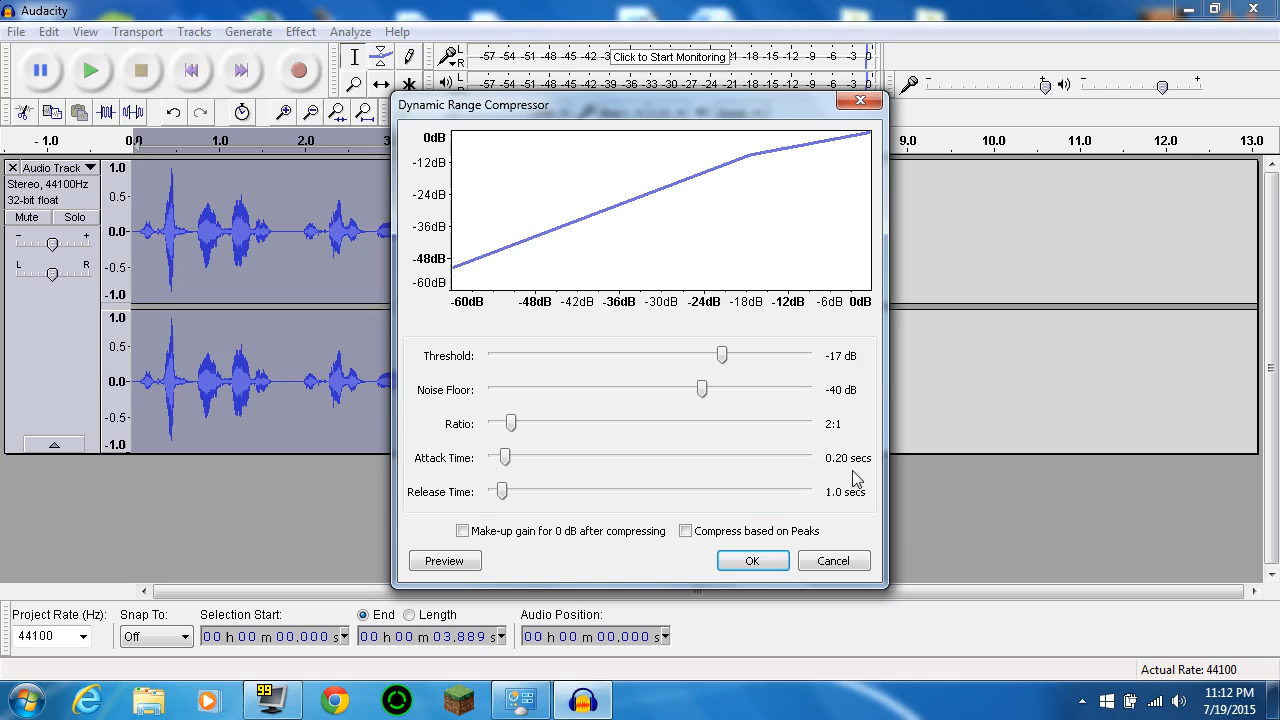 Audacity
File Edit View Transport Tracks Generate Effect Analyze Help
L R -57 -54 -51 -48 -45 -42 -39 Click to Start Monitoring -21 -18 -15 -12 -9 -6 -3 0
L -57 -54 -51 -48 -45 -42 -39 -36 -33 -30 -27 -24 -21 -18 -15 -12 -9 -6 -3 0
- + - +
Dynamic Range Compressor
-1.0 0 1.0 2.0 3 9.0 10.0 11.0 12.0 13.0
Audio Track
Stereo, 44100Hz
32-bit float
Mute Solo
- +
L R
1.0
0.5
0.0
-0.5
-1.0
1.0
0.5
0.0
-0.5
-1.0
0dB
-12dB
-24dB
-36dB
-48dB
-60dB
-60dB -48dB -42dB -36dB -30dB -24dB -18dB -12dB -6dB 0dB
Threshold: -17 dB
Noise Floor: -40 dB
Ratio: 2:1
Attack Time: 0.20 secs
Release Time: 1.0 secs
Make-up gain for 0 dB after compressing Compress based on Peaks
Preview OK Cancel
Project Rate (Hz): Snap To: Selection Start: End Length Audio Position:
44100 Off 00 h 00 m 00.000 s 00 h 00 m 03.889 s 00 h 00 m 00.000 s
Actual Rate: 44100
99
11:12 PM
7/19/2015